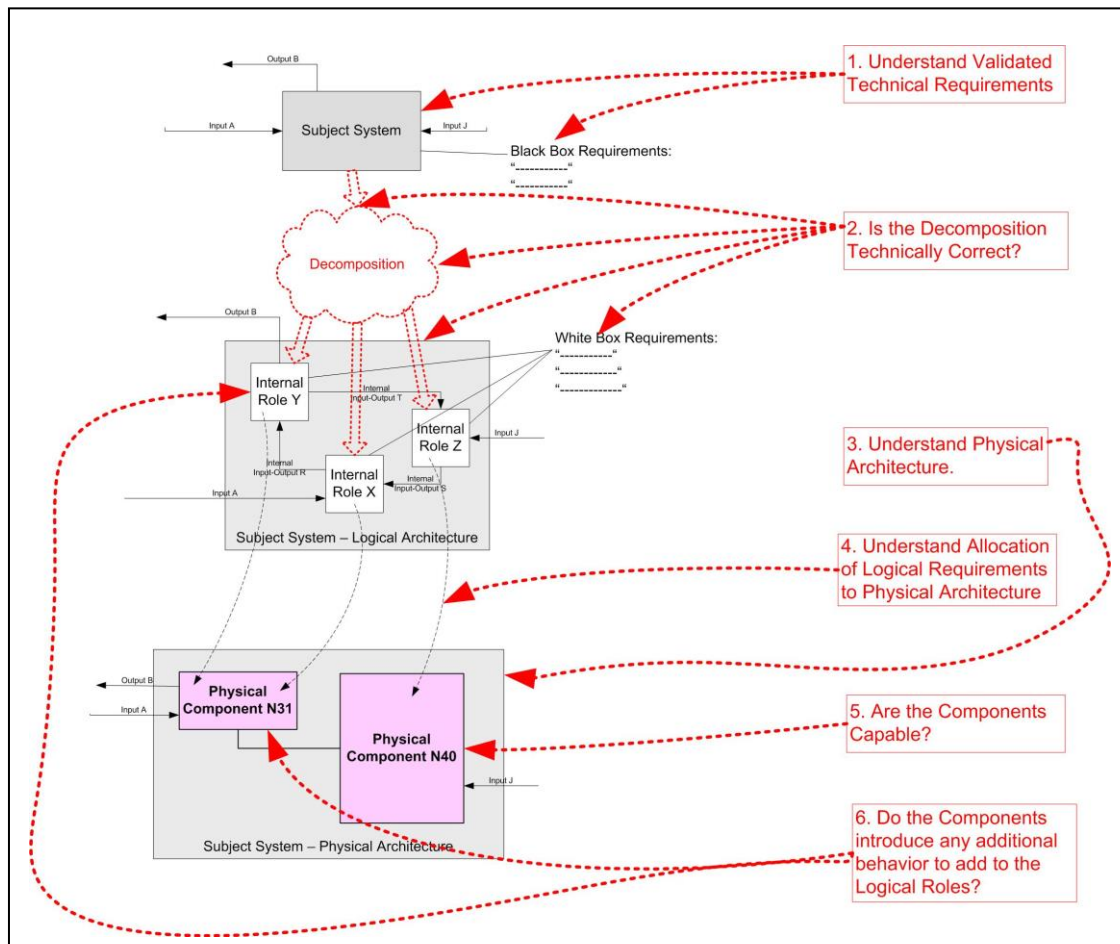 Output B
Input A
Subject System
Input J
Black Box Requirements:
“-----------“
“-----------“
1. Understand Validated
Technical Requirements
Decomposition
2. Is the Decomposition
Technically Correct?
Output B
White Box Requirements:
“-----------“
“------------“
“-------------“
Internal
Role Y
Internal
Input-Output T
Internal
Role Z
Input J
Internal
Input-Output R
Internal
Role X
Internal
Input-Output S
Input A
Subject System – Logical Architecture
3. Understand Physical
Architecture.
4. Understand Allocation
of Logical Requirements
to Physical Architecture
Output B
Input A
Physical
Component N31
Physical
Component N40
Input J
Subject System – Physical Architecture
5. Are the Components
Capable?
6. Do the Components
introduce any additional
behavior to add to the
Logical Roles?